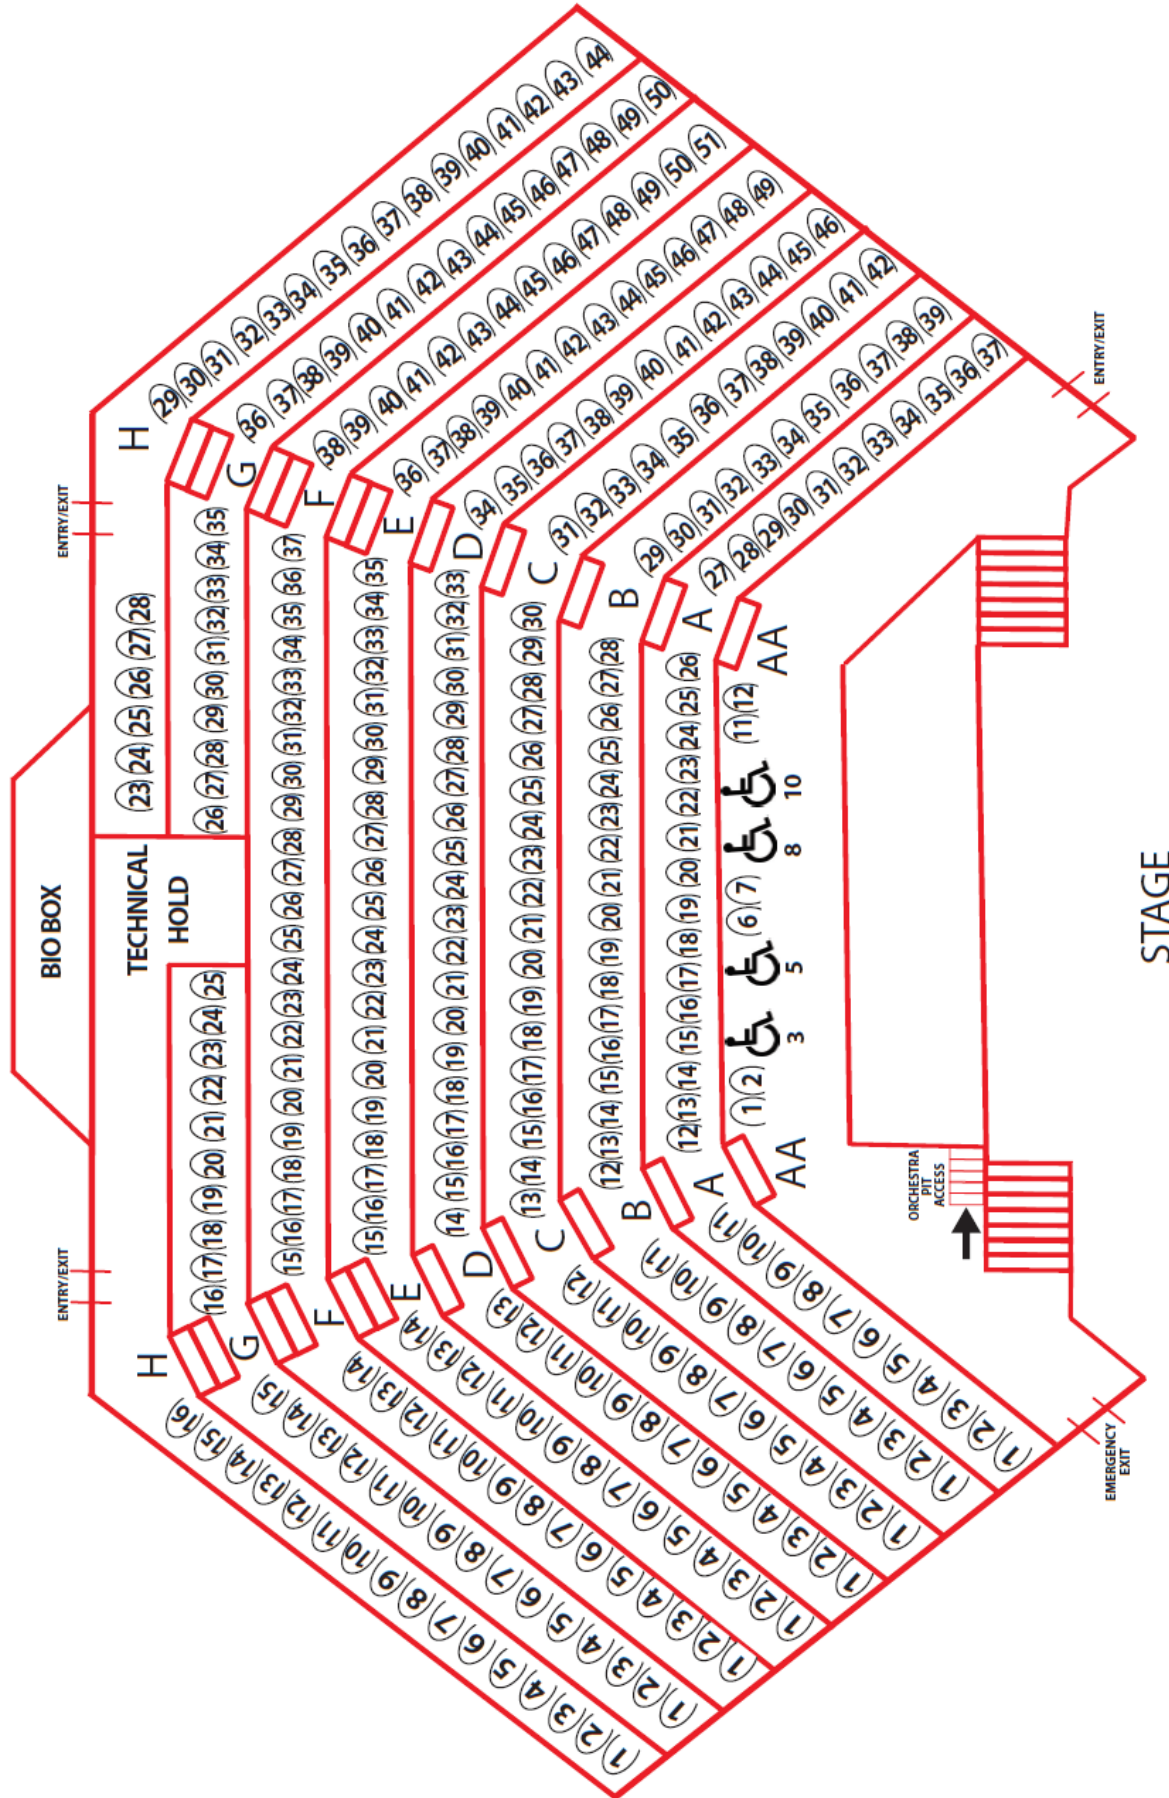 BIO BOX
ENTRY/EXIT
ENTRY/EXIT
TECHNICAL
HOLD
H
1 2 3 4 5 6 7 8 9 10 11 12 13 14 15 16
23 24 25 26 27 28
H
29 30 31 32 33 34 35 36 37 38 39 40 41 42 43 44
G
1 2 3 4 5 6 7 8 9 10 11 12 13 14 15
16 17 18 19 20 21 22 23 24 25
26 27 28 29 30 31 32 33 34 35
G
36 37 38 39 40 41 42 43 44 45 46 47 48 49 50
F
1 2 3 4 5 6 7 8 9 10 11 12 13 14
15 16 17 18 19 20 21 22 23 24 25 26 27 28 29 30 31 32 33 34 35 36 37
F
38 39 40 41 42 43 44 45 46 47 48 49 50 51
E
1 2 3 4 5 6 7 8 9 10 11 12 13 14
15 16 17 18 19 20 21 22 23 24 25 26 27 28 29 30 31 32 33 34 35
E
36 37 38 39 40 41 42 43 44 45 46 47 48 49
D
1 2 3 4 5 6 7 8 9 10 11 12 13
14 15 16 17 18 19 20 21 22 23 24 25 26 27 28 29 30 31 32 33
D
34 35 36 37 38 39 40 41 42 43 44 45 46
C
1 2 3 4 5 6 7 8 9 10 11 12
13 14 15 16 17 18 19 20 21 22 23 24 25 26 27 28 29 30
C
31 32 33 34 35 36 37 38 39 40 41 42
B
1 2 3 4 5 6 7 8 9 10 11
12 13 14 15 16 17 18 19 20 21 22 23 24 25 26 27 28
B
29 30 31 32 33 34 35 36 37 38 39
A
1 2 3 4 5 6 7 8 9 10 11
12 13 14 15 16 17 18 19 20 21 22 23 24 25 26
A
27 28 29 30 31 32 33 34 35 36 37
AA
1 2 3 5 6 7 8 10 11 12
AA
ORCHESTRA
PIT
ACCESS
EMERGENCY
EXIT
ENTRY/EXIT
STAGE